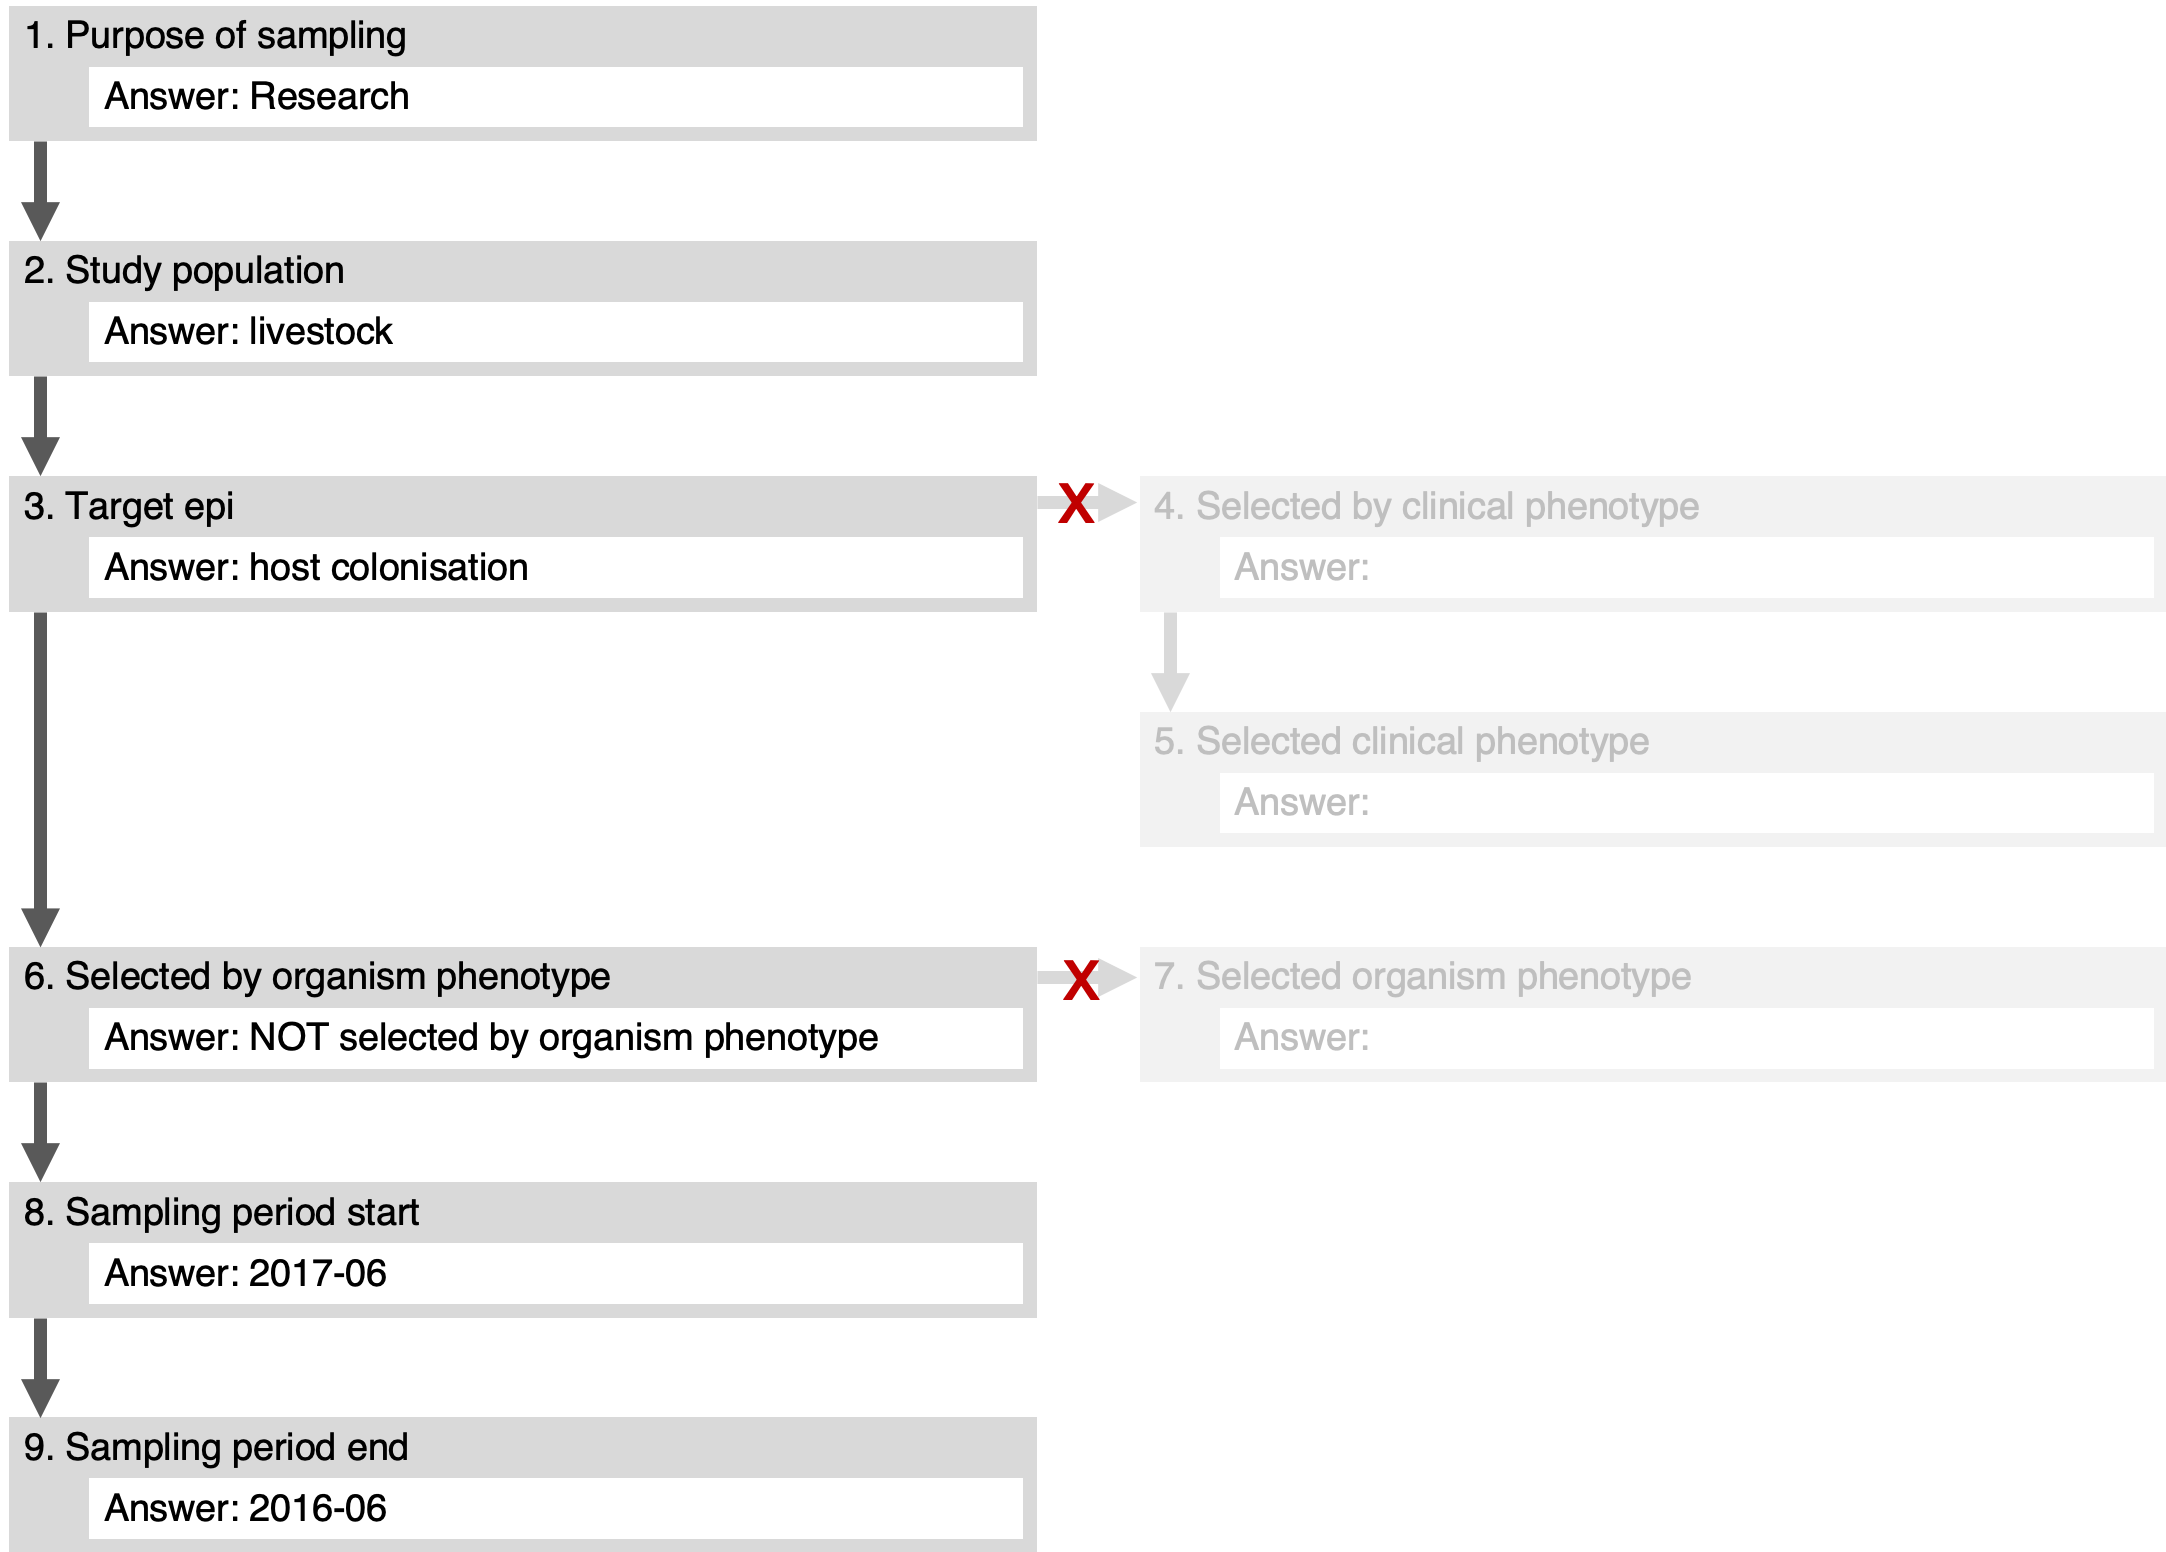 1. Purpose of sampling
Answer: Research
2. Study population
Answer: livestock
3. Target epi
Answer: host colonisation
X
4. Selected by clinical phenotype
Answer:
5. Selected clinical phenotype
Answer:
6. Selected by organism phenotype
Answer: NOT selected by organism phenotype
X
7. Selected organism phenotype
Answer:
8. Sampling period start
Answer: 2017-06
9. Sampling period end
Answer: 2016-06